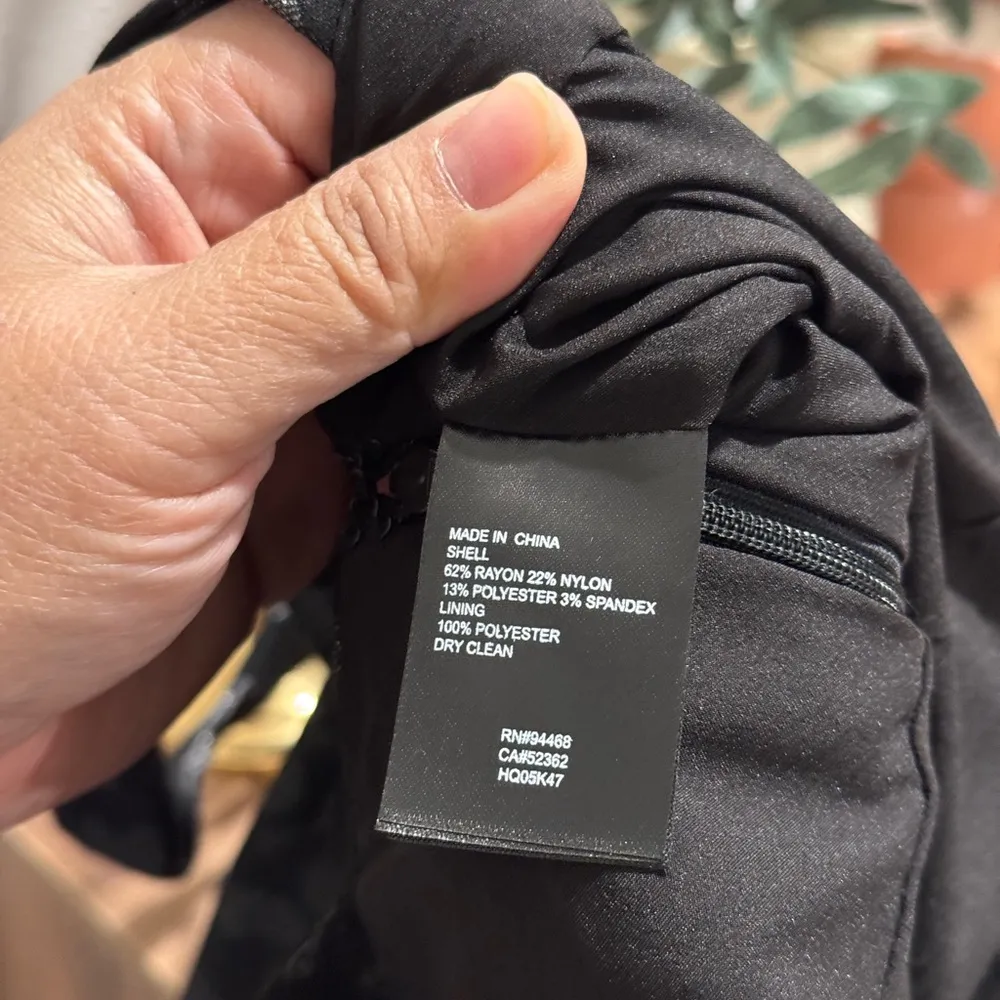 MADE IN CHINA
SHELL
62% RAYON 22% NYLON
13% POLYESTER 3% SPANDEX
LINING
100% POLYESTER
DRY CLEAN
RN#94468
CA#52362
HQ05K47